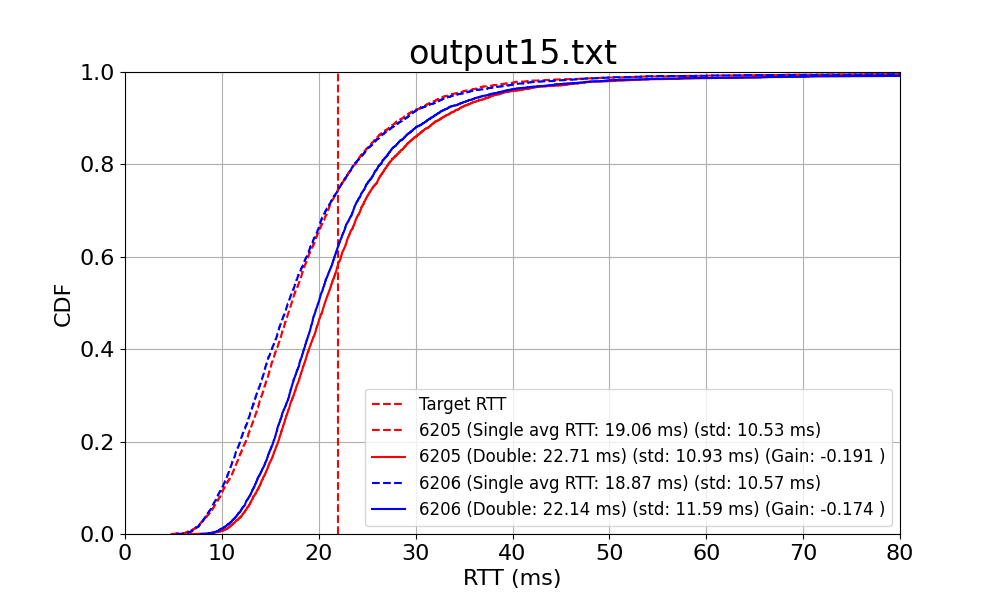 output15.txt
1.0
0.8
0.6
0.4
0.2
0.0
CDF
Target RTT
6205 (Single avg RTT: 19.06 ms) (std: 10.53 ms)
6205 (Double: 22.71 ms) (std: 10.93 ms) (Gain: -0.191 )
6206 (Single avg RTT: 18.87 ms) (std: 10.57 ms)
6206 (Double: 22.14 ms) (std: 11.59 ms) (Gain: -0.174 )
0 10 20 30 40 50 60 70 80
RTT (ms)